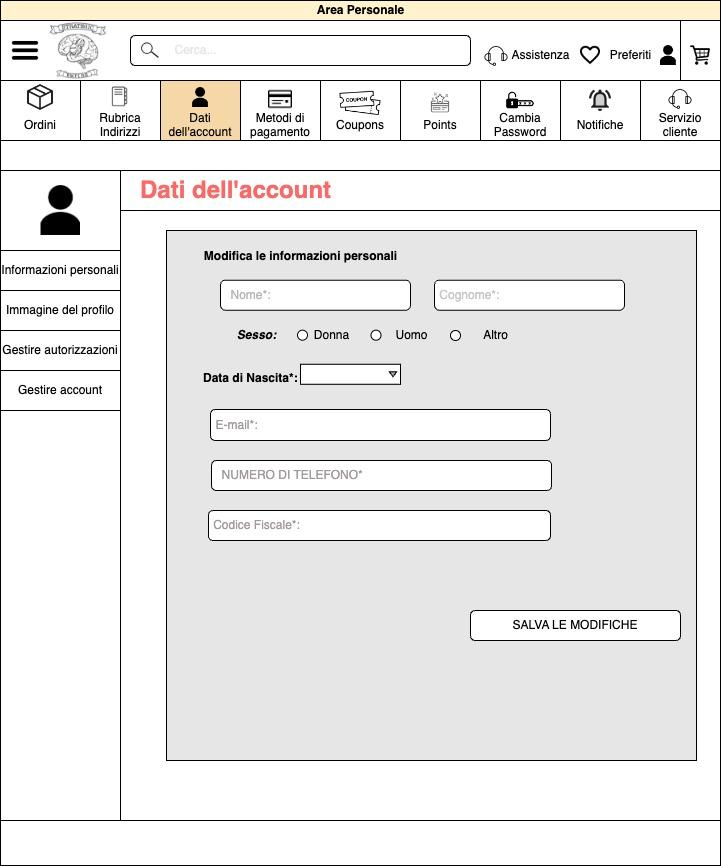 Area Personale
STRATEGIC
EMPIRE
Cerca...
Assistenza
Preferiti
Ordini
Rubrica
Indirizzi
Dati
dell'account
Metodi di
pagamento
COUPON
Coupons
Points
Cambia
Password
Notifiche
Servizio
cliente
Dati dell'account
Informazioni personali
Immagine del profilo
Gestire autorizzazioni
Gestire account
Modifica le informazioni personali
Nome*:
Cognome*:
Sesso: Donna Uomo Altro
Data di Nascita*:
E-mail*:
NUMERO DI TELEFONO*
Codice Fiscale*:
SALVA LE MODIFICHE